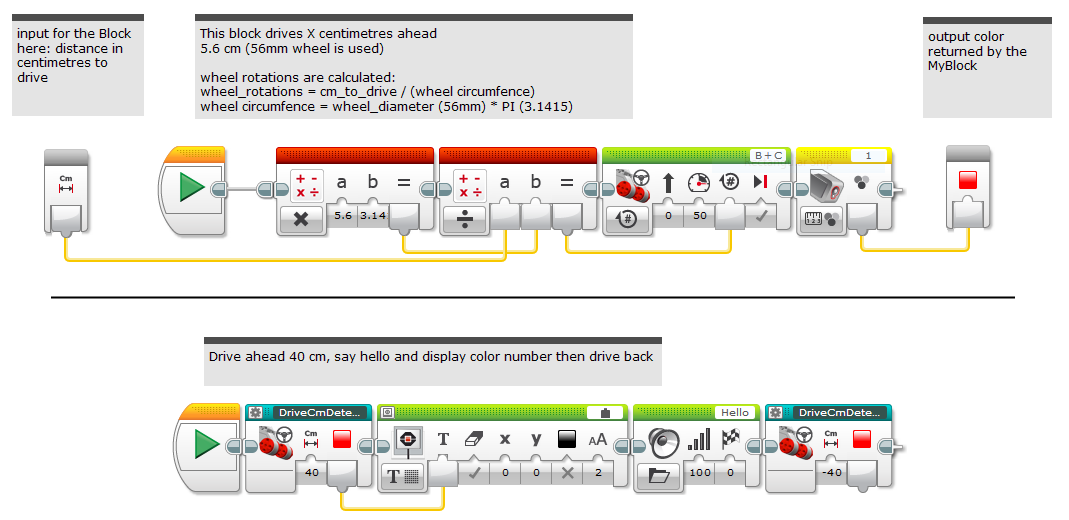 input for the Block
here: distance in
centimetres to
drive
This block drives X centimetres ahead
5.6 cm (56mm wheel is used)
wheel rotations are calculated:
wheel_rotations = cm_to_drive / (wheel circumfence)
wheel circumfence = wheel_diameter (56mm) * PI (3.1415)
output color
returned by the
MyBlock
Cm
+ - × ÷ a b =
5.6 3.14
+ - × ÷ a b =
B+C
#
# 0 50
1
123
Drive ahead 40 cm, say hello and display color number then drive back
DriveCmDete...
Cm
40
T x y AA
T 0 0 2
Hello
100 0
DriveCmDete...
Cm
-40